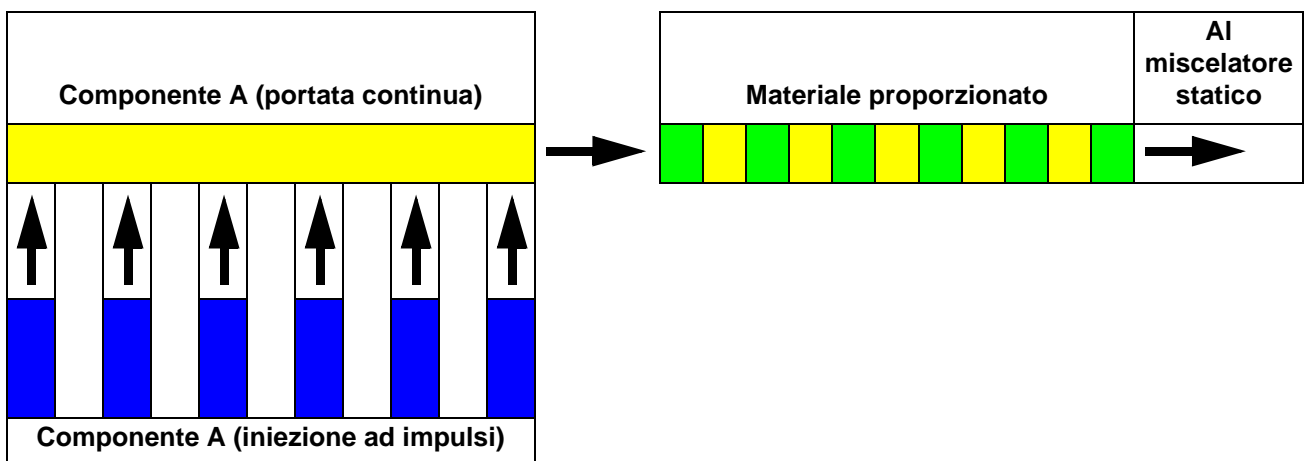 Componente A (portata continua)
Materiale proporzionato
Al
miscelatore
statico
Componente A (iniezione ad impulsi)